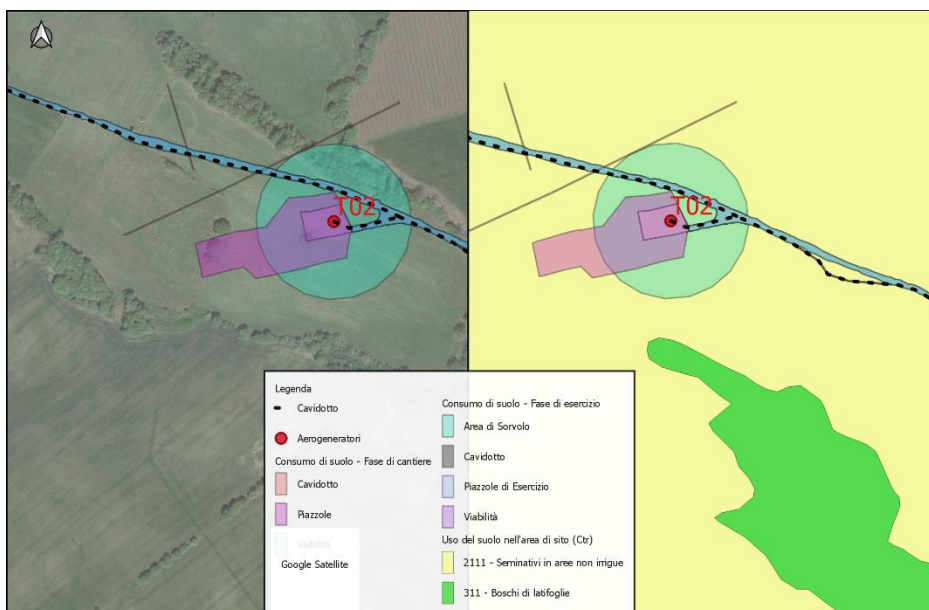 T02
T02
Legenda
Cavidotto
Aerogeneratori
Consumo di suolo - Fase di cantiere
Cavidotto
Piazzole
Viabilità
Google Satellite
Consumo di suolo - Fase di esercizio
Area di Sorvolo
Cavidotto
Piazzole di Esercizio
Viabilità
Uso del suolo nell'area di sito (Ctr)
2111 - Seminativi in aree non irrigue
311 - Boschi di latifoglie